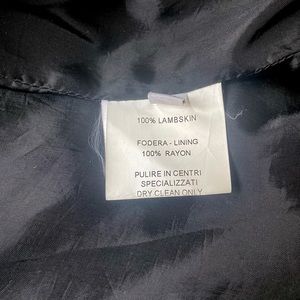 100% LAMBSKIN
FODERA - LINING
100% RAYON
PULIRE IN CENTRI
SPECIALIZZATI
DRY CLEAN ONLY